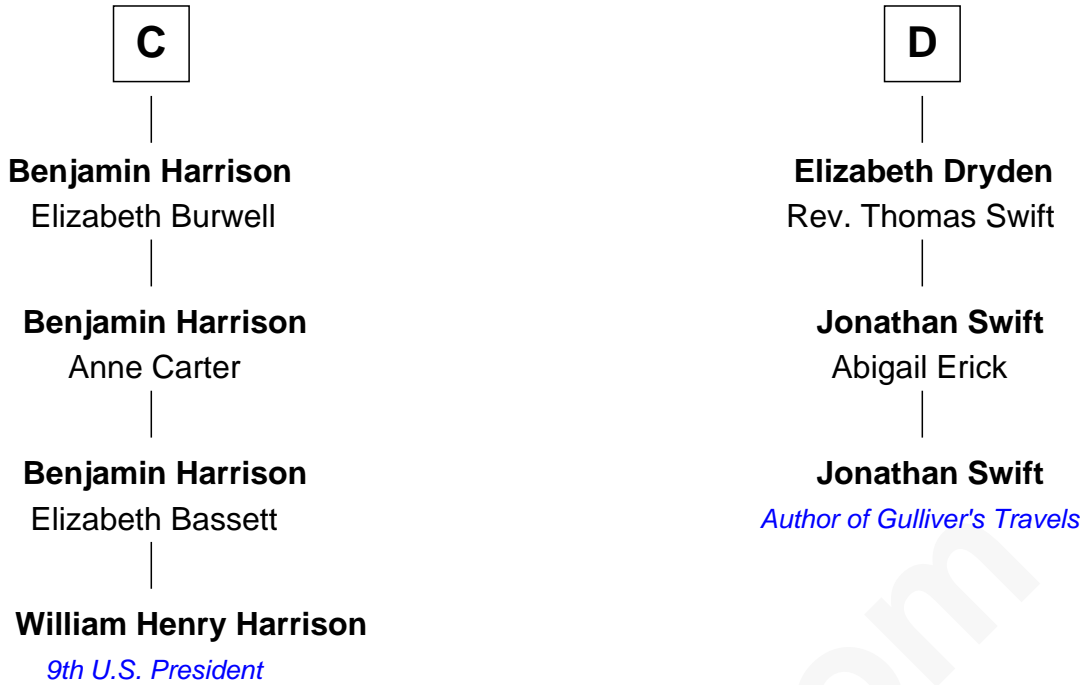 C
Benjamin Harrison
Elizabeth Burwell
Benjamin Harrison
Anne Carter
Benjamin Harrison
Elizabeth Bassett
William Henry Harrison
9th U.S. President
D
Elizabeth Dryden
Rev. Thomas Swift
Jonathan Swift
Abigail Erick
Jonathan Swift
Author of Gulliver's Travels
om